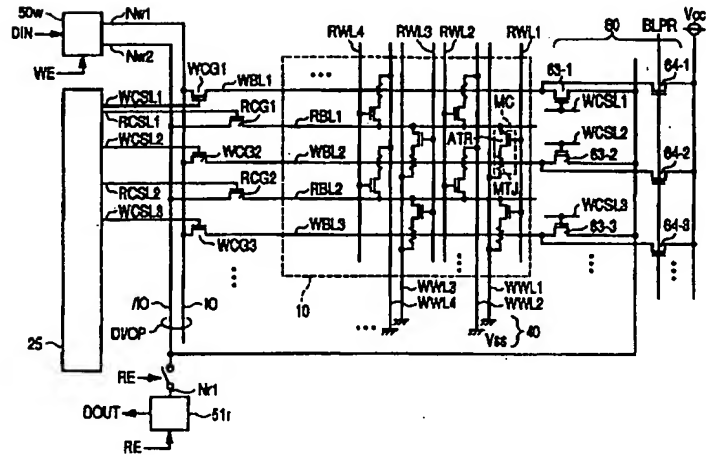 50w
Nw1
DIN
Nw2
WE
RWL4
RWL3
RWL2
RWL1
80
BLPR
Vcc
WCG1
WBL1
...
63-1
64-1
WCSL1
RCSL1
RCG1
RBL1
MC
WCSL1
WCSL2
WCG2
WBL2
ATR
WCSL2
63-2
RCSL2
RCG2
RBL2
MTJ
64-2
WCSL3
WCG3
WBL3
WCSL3
63-3
64-3
/IO
IO
10
WWL3
WWL4
WWL1
WWL2
DI/OP
25
...
Vss
40
RE
Nr1
DOUT
51r
RE